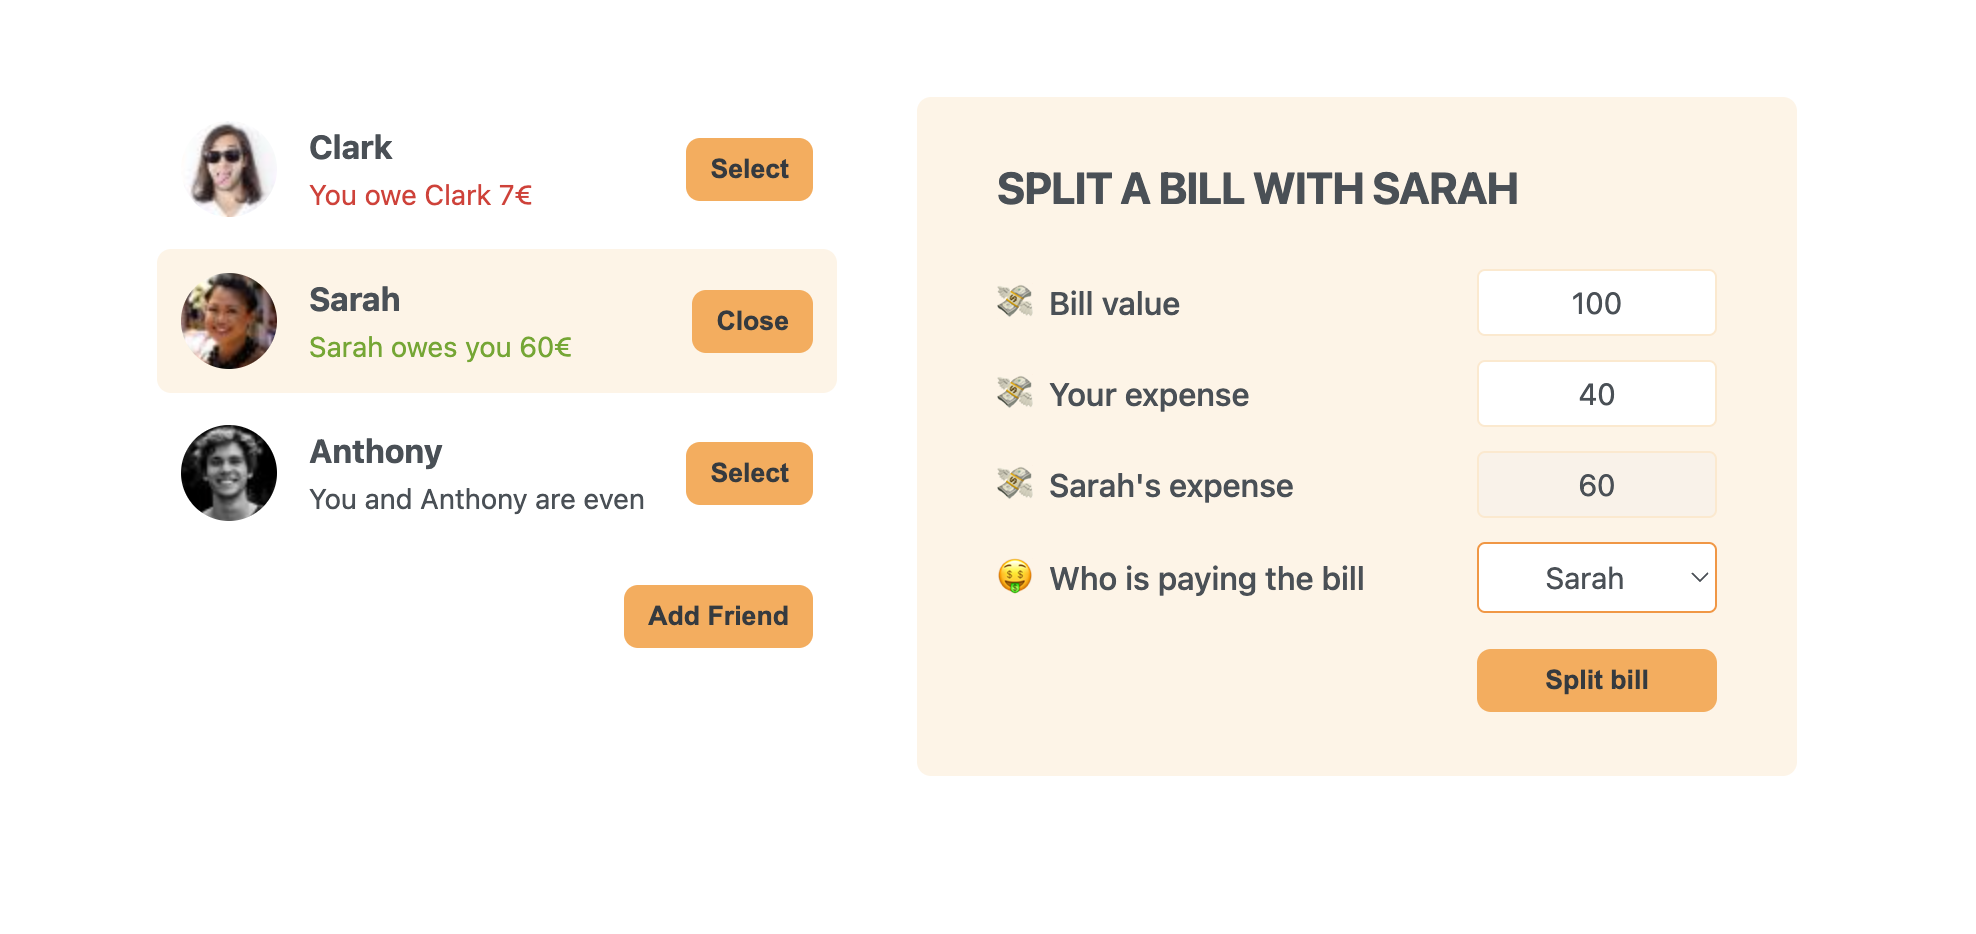 Clark
You owe Clark 7€
Select
Sarah
Sarah owes you 60€
Close
Anthony
You and Anthony are even
Select
Add Friend
SPLIT A BILL WITH SARAH
💸 Bill value 100
💸 Your expense 40
💸 Sarah's expense 60
🤑 Who is paying the bill Sarah
Split bill